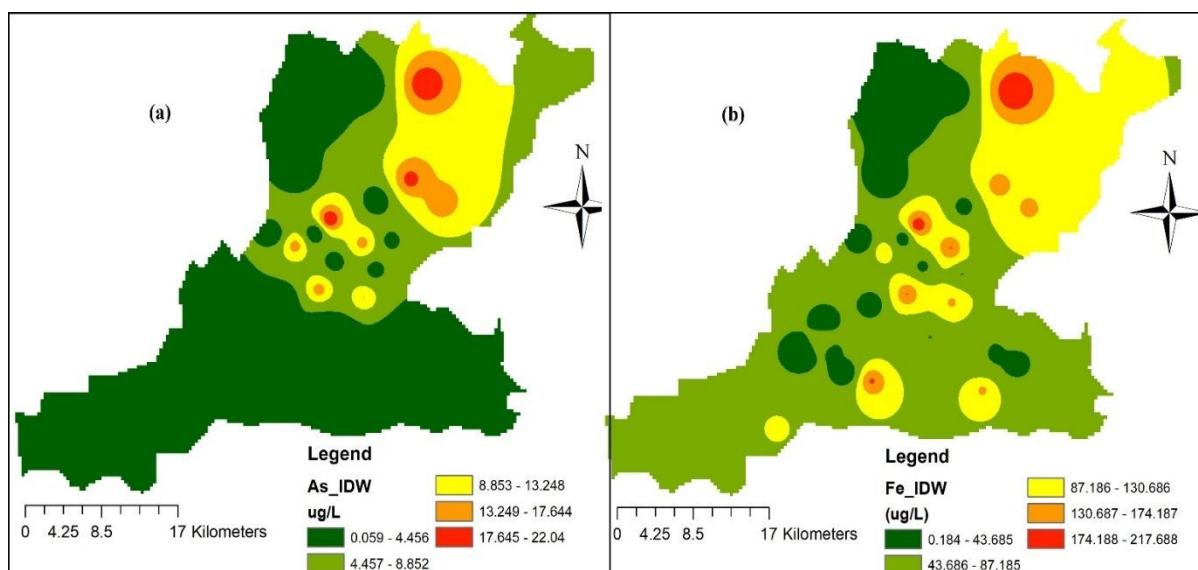 (a)
N
Legend
As_IDW
ug/L
0.059 - 4.456
4.457 - 8.852
8.853 - 13.248
13.249 - 17.644
17.645 - 22.04
0 4.25 8.5 17 Kilometers
(b)
N
Legend
Fe_IDW
(ug/L)
0.184 - 43.685
43.686 - 87.185
87.186 - 130.686
130.687 - 174.187
174.188 - 217.688
0 4.25 8.5 17 Kilometers